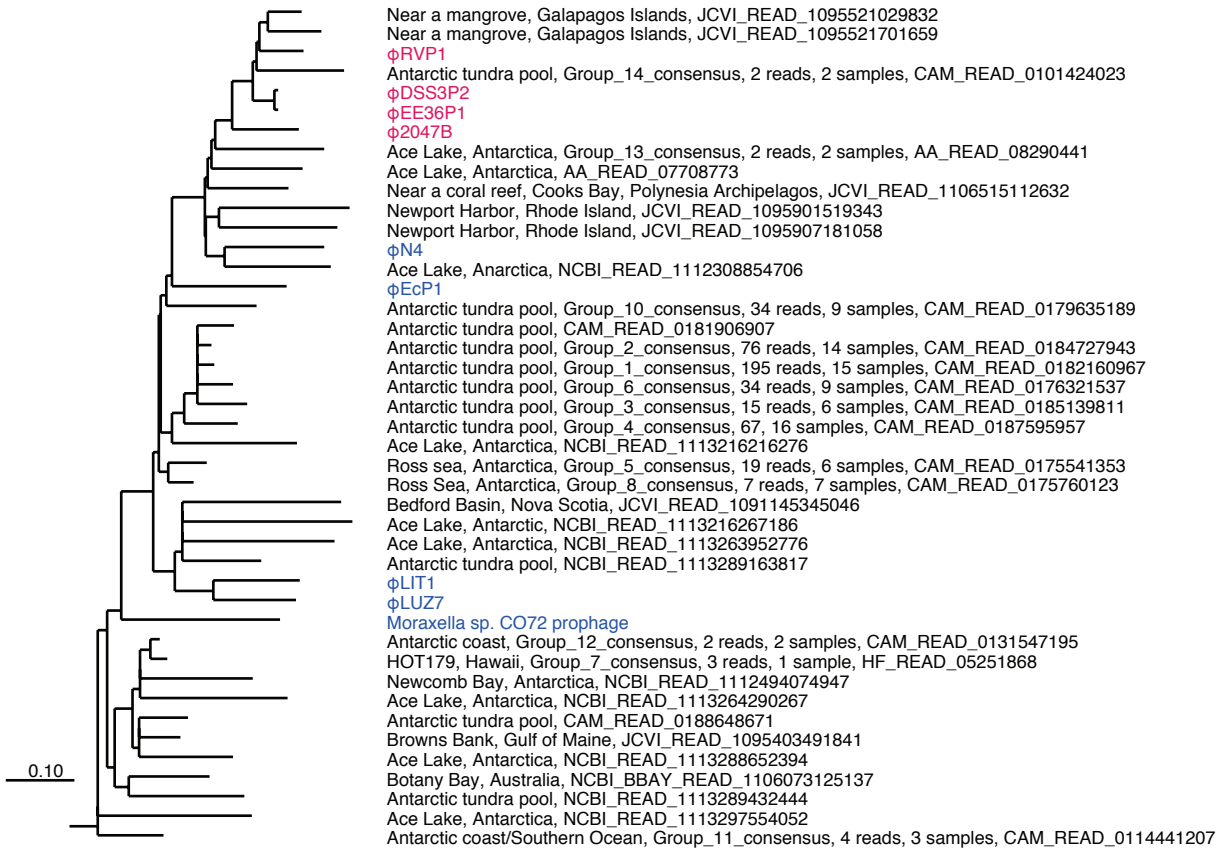 Near a mangrove, Galapagos Islands, JCVI_READ_1095521029832
Near a mangrove, Galapagos Islands, JCVI_READ_1095521701659
φRVP1
Antarctic tundra pool, Group_14_consensus, 2 reads, 2 samples, CAM_READ_0101424023
φDSS3P2
φEE36P1
φ2047B
Ace Lake, Antarctica, Group_13_consensus, 2 reads, 2 samples, AA_READ_08290441
Ace Lake, Antarctica, AA_READ_07708773
Near a coral reef, Cooks Bay, Polynesia Archipelagos, JCVI_READ_1106515112632
Newport Harbor, Rhode Island, JCVI_READ_1095901519343
Newport Harbor, Rhode Island, JCVI_READ_1095907181058
φN4
Ace Lake, Anarctica, NCBI_READ_1112308854706
φEcP1
Antarctic tundra pool, Group_10_consensus, 34 reads, 9 samples, CAM_READ_0179635189
Antarctic tundra pool, CAM_READ_0181906907
Antarctic tundra pool, Group_2_consensus, 76 reads, 14 samples, CAM_READ_0184727943
Antarctic tundra pool, Group_1_consensus, 195 reads, 15 samples, CAM_READ_0182160967
Antarctic tundra pool, Group_6_consensus, 34 reads, 9 samples, CAM_READ_0176321537
Antarctic tundra pool, Group_3_consensus, 15 reads, 6 samples, CAM_READ_0185139811
Antarctic tundra pool, Group_4_consensus, 67, 16 samples, CAM_READ_0187595957
Ace Lake, Antarctica, NCBI_READ_1113216216276
Ross sea, Antarctica, Group_5_consensus, 19 reads, 6 samples, CAM_READ_0175541353
Ross Sea, Antarctica, Group_8_consensus, 7 reads, 7 samples, CAM_READ_0175760123
Bedford Basin, Nova Scotia, JCVI_READ_1091145345046
Ace Lake, Antarctic, NCBI_READ_1113216267186
Ace Lake, Antarctica, NCBI_READ_1113263952776
Antarctic tundra pool, NCBI_READ_1113289163817
φLIT1
φLUZ7
Moraxella sp. CO72 prophage
Antarctic coast, Group_12_consensus, 2 reads, 2 samples, CAM_READ_0131547195
HOT179, Hawaii, Group_7_consensus, 3 reads, 1 sample, HF_READ_05251868
Newcomb Bay, Antarctica, NCBI_READ_1112494074947
Ace Lake, Antarctica, NCBI_READ_1113264290267
Antarctic tundra pool, CAM_READ_0188648671
Browns Bank, Gulf of Maine, JCVI_READ_1095403491841
Ace Lake, Antarctica, NCBI_READ_1113288652394
0.10
Botany Bay, Australia, NCBI_BBAY_READ_1106073125137
Antarctic tundra pool, NCBI_READ_1113289432444
Ace Lake, Antarctica, NCBI_READ_1113297554052
Antarctic coast/Southern Ocean, Group_11_consensus, 4 reads, 3 samples, CAM_READ_0114441207